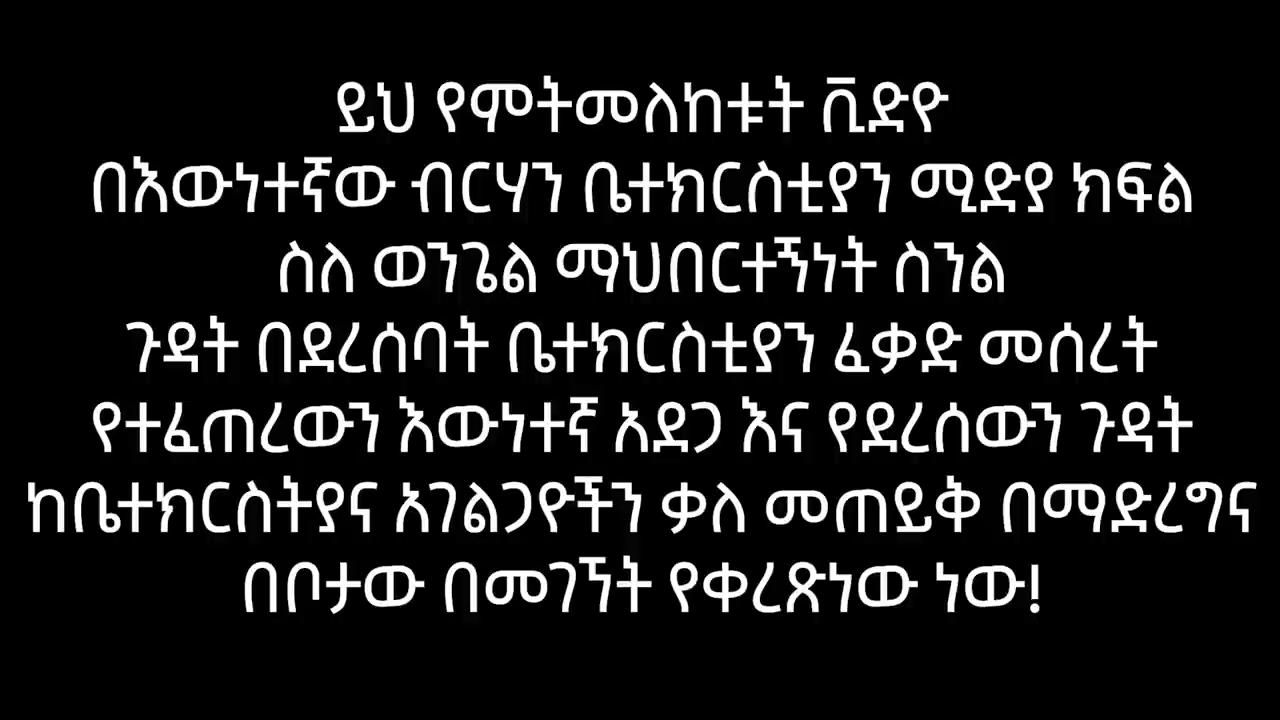 ይህ የምትመለከቱት ቪድዮ
በእውነተኛው ብርሃን ቤተክርስቲያን ሚድያ ክፍል
ስለ ወንጌል ማህበርተኝነት ስንል
ጉዳት በደረሰባት ቤተክርስቲያን ፈቃድ መሰረት
የተፈጠረውን እውነተኛ አደጋ እና የደረሰውን ጉዳት
ከቤተክርስትያና አገልጋዮችን ቃለ መጠይቅ በማድረግና
በቦታው በመገኘት የቀረጽነው ነው!